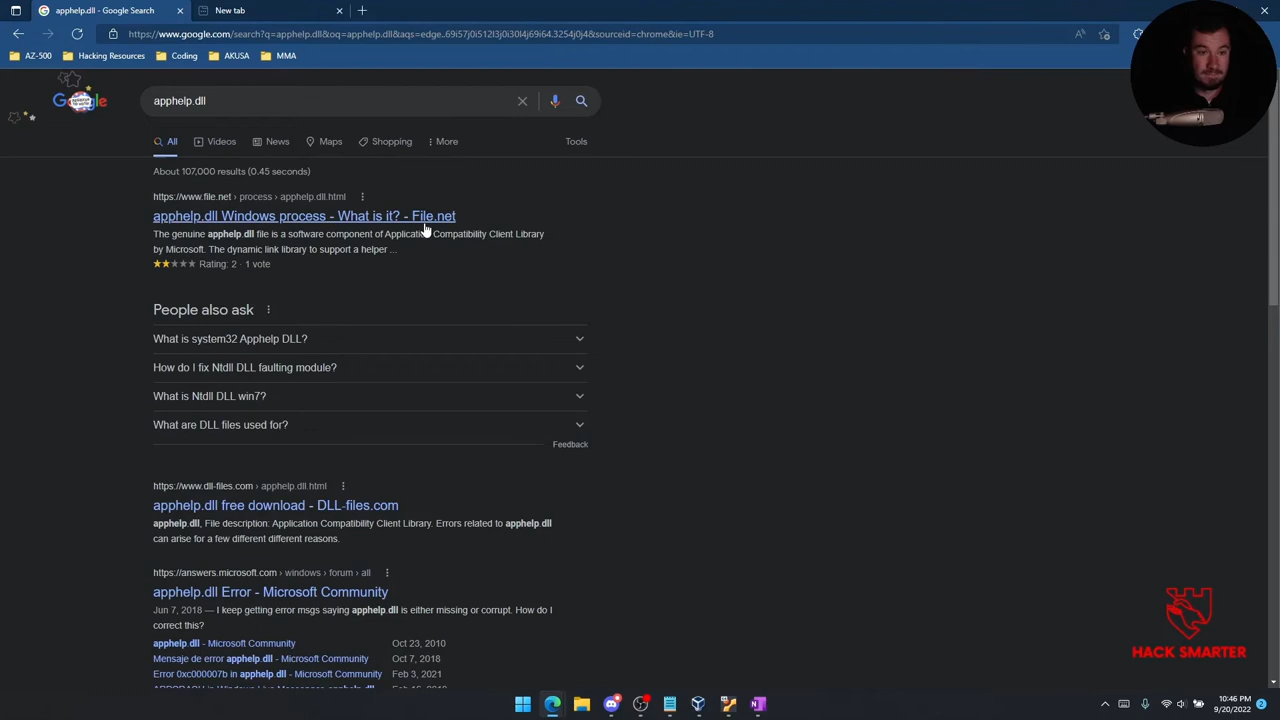 apphelp.dll - Google Search
New tab
https://www.google.com/search?q=apphelp.dll&oq=apphelp.dll&aqs=edge..69i57j0i512l3j0i30l4j69i64.3254j0j4&sourceid=chrome&ie=UTF-8
AZ-500
Hacking Resources
Coding
AKUSA
MMA
apphelp.dll
All
Videos
News
Maps
Shopping
More
Tools
About 107,000 results (0.45 seconds)
https://www.file.net › process › apphelp.dll.html
apphelp.dll Windows process - What is it? - File.net
The genuine apphelp.dll file is a software component of Application Compatibility Client Library
by Microsoft. The dynamic link library to support a helper ...
Rating: 2 · 1 vote
People also ask
What is system32 Apphelp DLL?
How do I fix Ntdll DLL faulting module?
What is Ntdll DLL win7?
What are DLL files used for?
Feedback
https://www.dll-files.com › apphelp.dll.html
apphelp.dll free download - DLL-files.com
apphelp.dll, File description: Application Compatibility Client Library. Errors related to apphelp.dll
can arise for a few different different reasons.
https://answers.microsoft.com › windows › forum › all
apphelp.dll Error - Microsoft Community
Jun 7, 2018 — I keep getting error msgs saying apphelp.dll is either missing or corrupt. How do I
correct this?
apphelp.dll - Microsoft Community
Oct 23, 2010
Mensaje de error apphelp.dll - Microsoft Community
Oct 7, 2018
Error 0xc000007b in apphelp.dll - Microsoft Community
Feb 3, 2021
HACK SMARTER
10:46 PM
9/20/2022
2